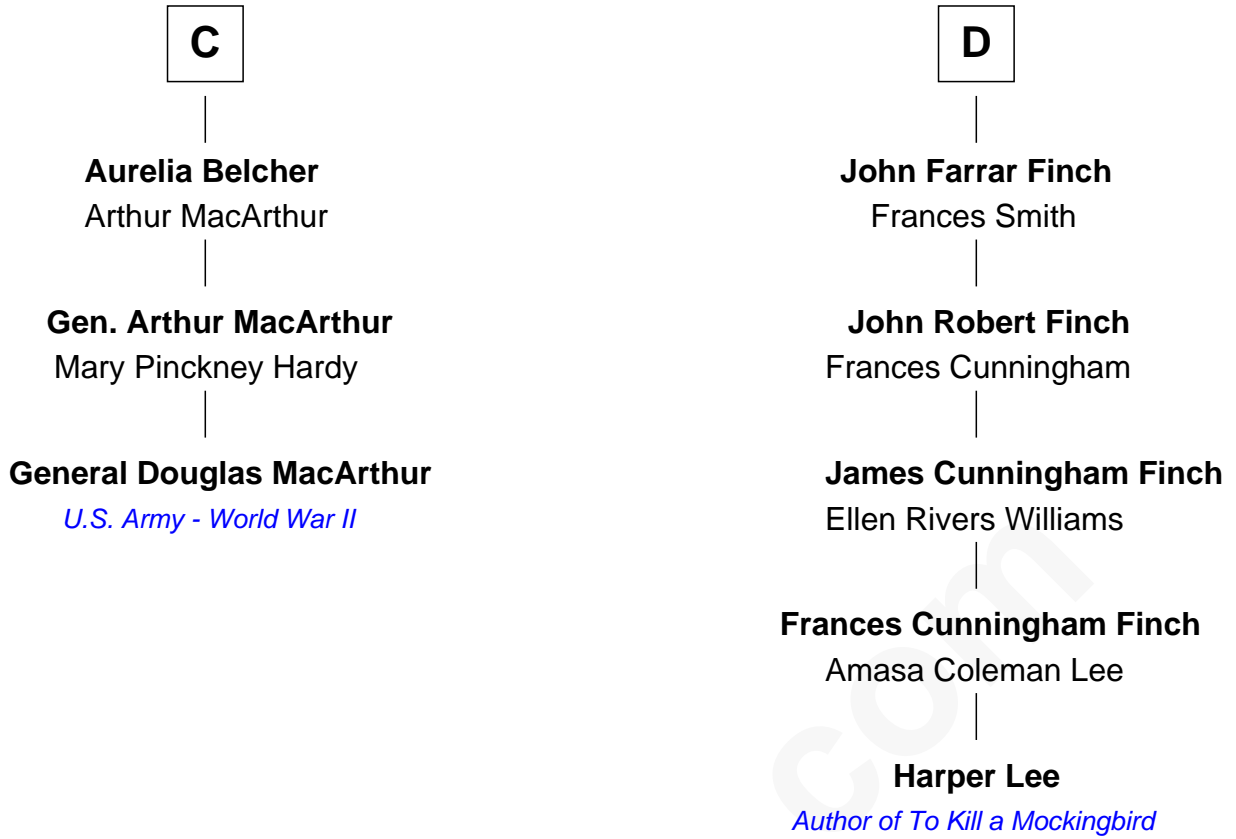 C
Aurelia Belcher
Arthur MacArthur
Gen. Arthur MacArthur
Mary Pinckney Hardy
General Douglas MacArthur
U.S. Army - World War II
D
John Farrar Finch
Frances Smith
John Robert Finch
Frances Cunningham
James Cunningham Finch
Ellen Rivers Williams
Frances Cunningham Finch
Amasa Coleman Lee
Harper Lee
Author of To Kill a Mockingbird
com